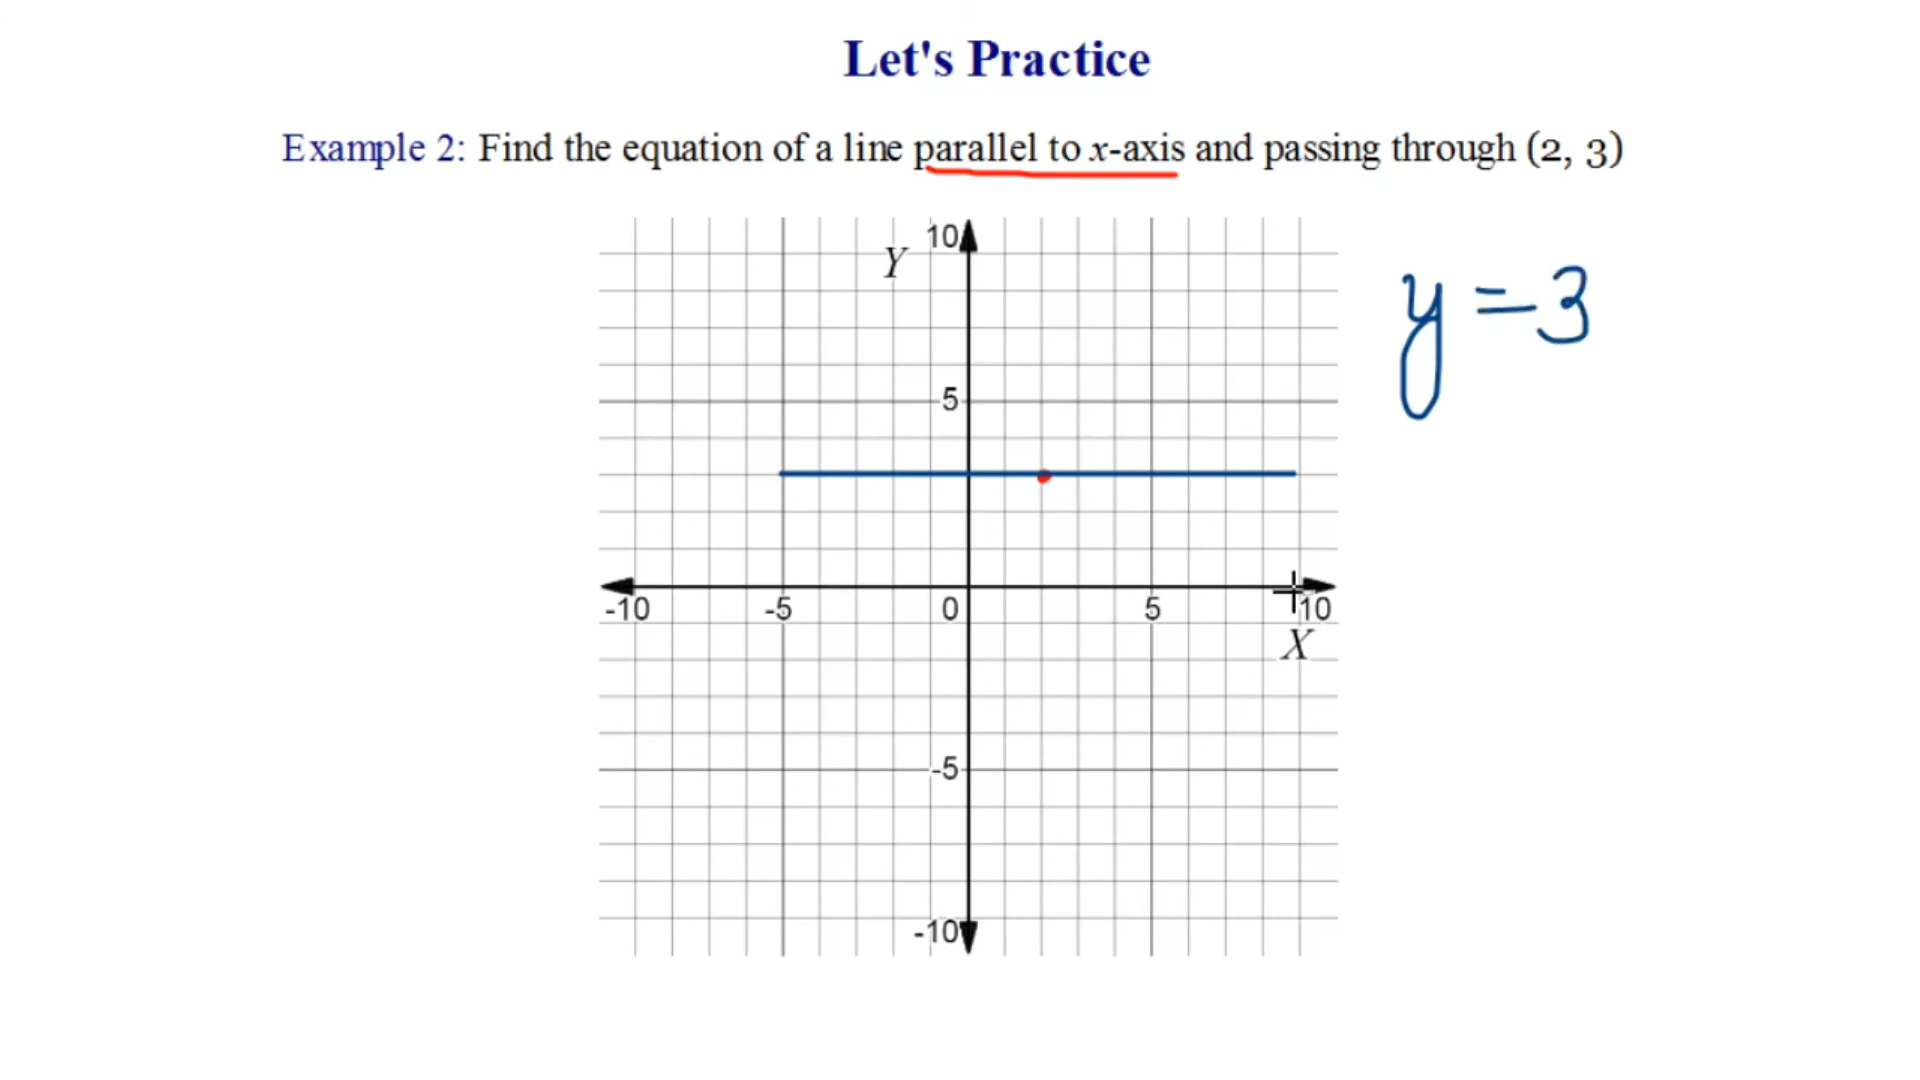 Let's Practice
Example 2: Find the equation of a line parallel to x-axis and passing through (2, 3)
10
Y
y = 3
5
-10 -5 0 5 10
X
-5
-10